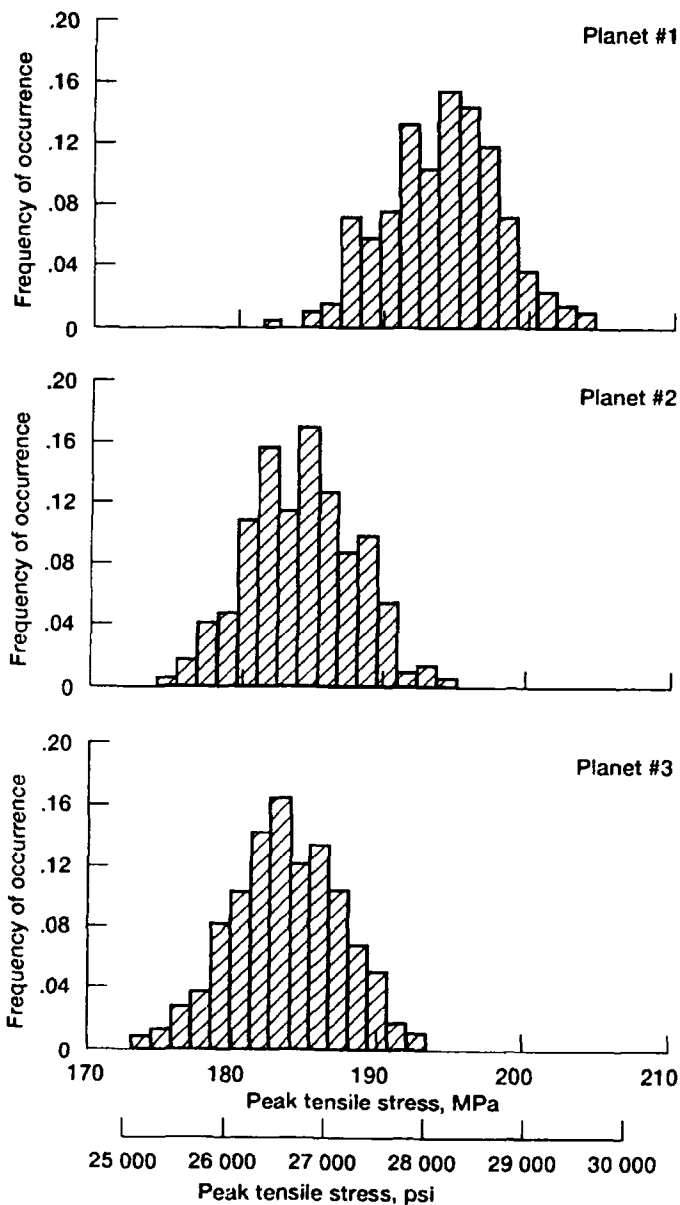 Planet #1
Frequency of occurrence
.20
.16
.12
.08
.04
0
Planet #2
Frequency of occurrence
.20
.16
.12
.08
.04
0
Planet #3
Frequency of occurrence
.20
.16
.12
.08
.04
0
170 180 190 200 210
Peak tensile stress, MPa
25 000 26 000 27 000 28 000 29 000 30 000
Peak tensile stress, psi